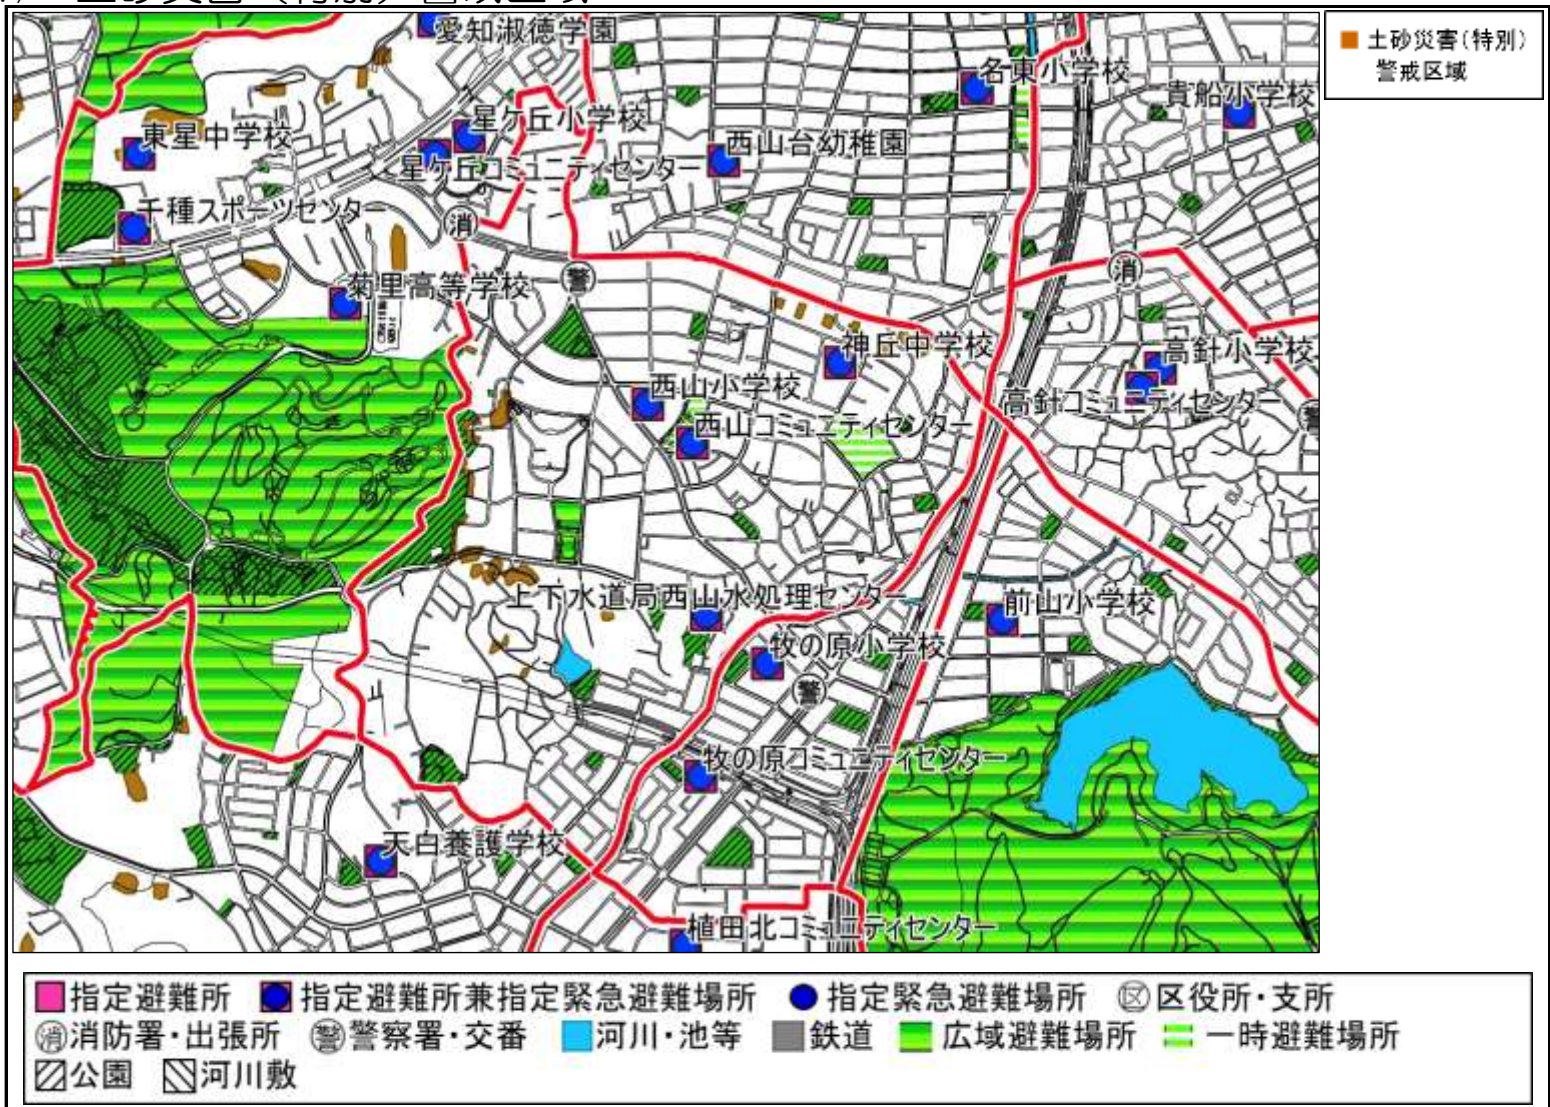 愛知淑徳学園
名東小学校
貴船小学校
土砂災害(特別)
警戒区域
星ケ丘小学校
東星中学校
西山台幼稚園
星ケ丘コミュニティセンター
千種スポーツセンター
消
消
警
菊里高等学校
神丘中学校
高針小学校
西山小学校
高針コミュニティセンター
警
西山コミュニティセンター
上下水道局西山水処理センター
前山小学校
牧の原小学校
警
牧の原コミュニティセンター
天白養護学校
植田北コミュニティセンター
指定避難所 指定避難所兼指定緊急避難場所 指定緊急避難場所 区 区役所・支所
消 消防署・出張所 警 警察署・交番 河川・池等 鉄道 広域避難場所 一時避難場所
公園 河川敷